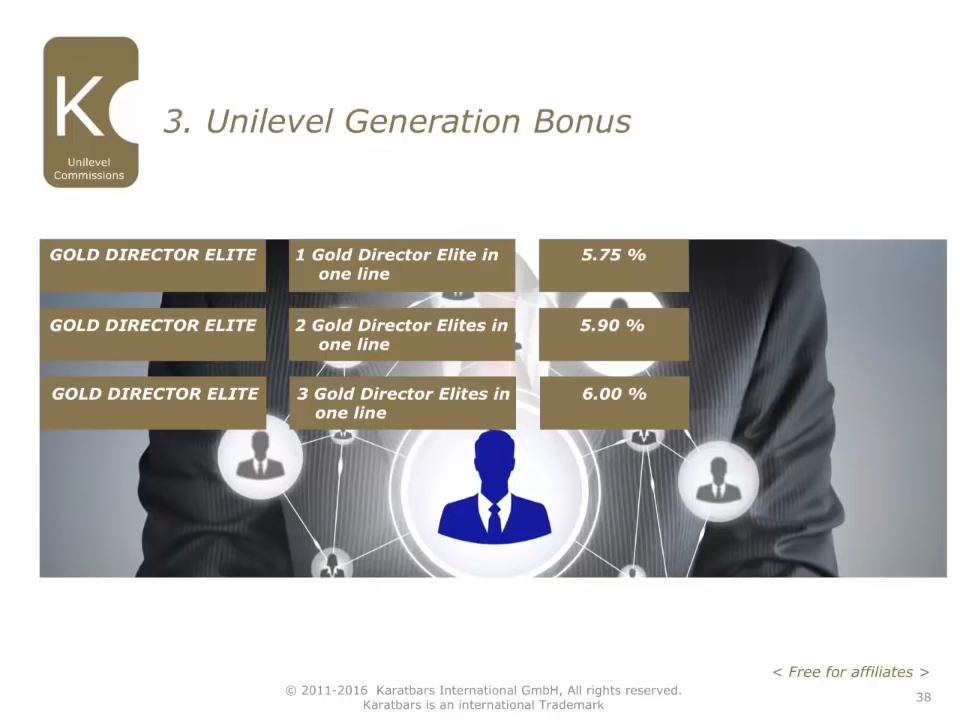 K
Unilevel
Commissions
3. Unilevel Generation Bonus
GOLD DIRECTOR ELITE
1 Gold Director Elite in
one line
5.75 %
GOLD DIRECTOR ELITE
2 Gold Director Elites in
one line
5.90 %
GOLD DIRECTOR ELITE
3 Gold Director Elites in
one line
6.00 %
< Free for affiliates >
© 2011-2016 Karatbars International GmbH, All rights reserved.
Karatbars is an international Trademark
38